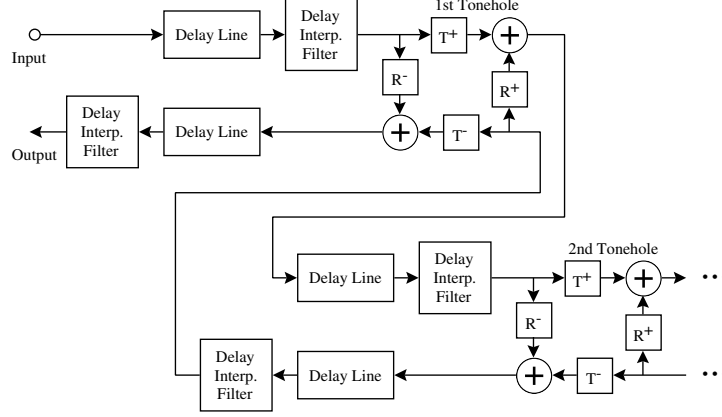 1st Tonehole
Input
Delay Line
Delay
Interp.
Filter
T+
+
R-
R+
Output
Delay
Interp.
Filter
Delay Line
+
T-
2nd Tonehole
Delay Line
Delay
Interp.
Filter
T+
+
..
R-
R+
Delay
Interp.
Filter
Delay Line
+
T-
..